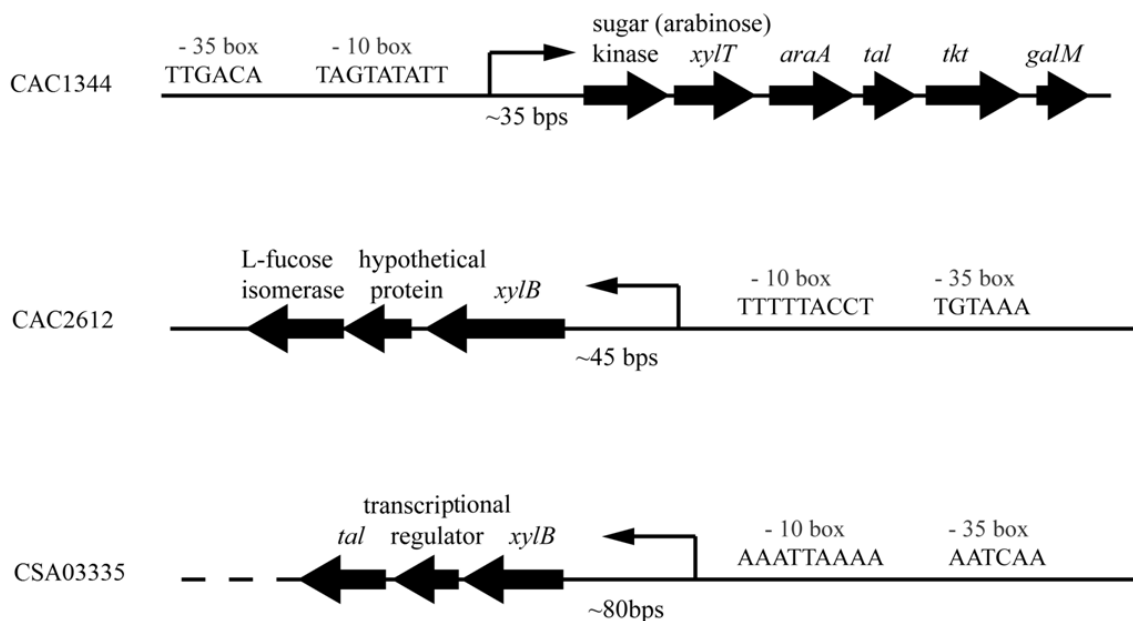 sugar (arabinose)
- 35 box - 10 box kinase xylT araA tal tkt galM
TTGACA TAGTATATT
CAC1344
~35 bps
L-fucose hypothetical - 10 box - 35 box
isomerase protein xylB TTTTTACCT TGTAAA
CAC2612
~45 bps
transcriptional - 10 box - 35 box
tal regulator xylB AAATTAAAA AATCAA
CSA03335
~80bps